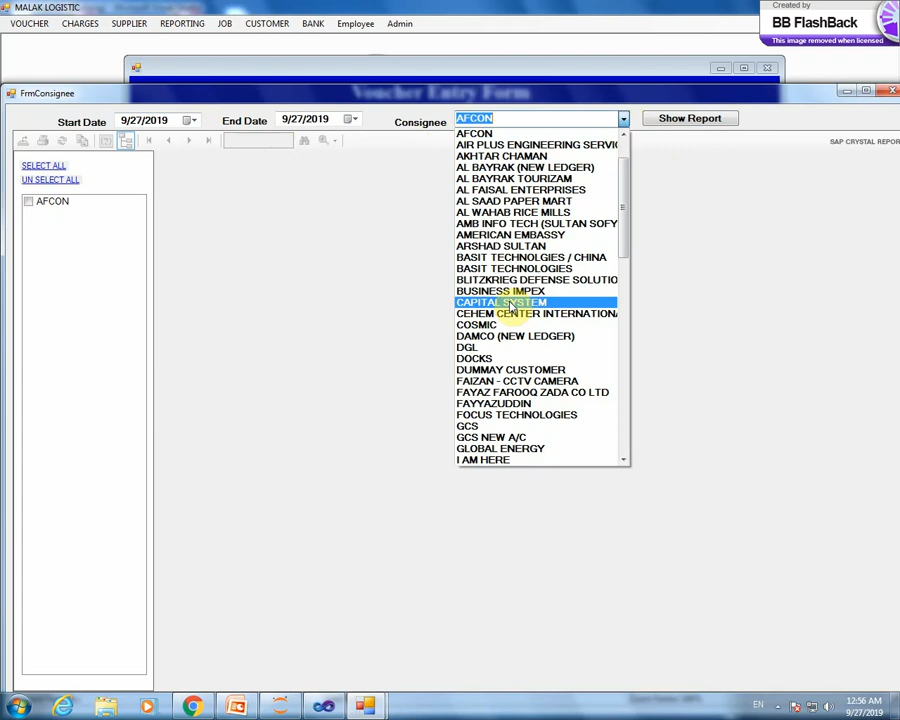 MALAK LOGISTIC
VOUCHER CHARGES SUPPLIER REPORTING JOB CUSTOMER BANK Employee Admin
Created by
BB FlashBack
This image removed when licensed
Voucher Entry Form
FrmConsignee
Start Date 9/27/2019 End Date 9/27/2019 Consignee AFCON Show Report
SAP CRYSTAL REPOR
SELECT ALL
UN SELECT ALL
AFCON
AFCON
AIR PLUS ENGINEERING SERVIC
AKHTAR CHAMAN
AL BAYRAK (NEW LEDGER)
AL BAYRAK TOURIZAM
AL FAISAL ENTERPRISES
AL SAAD PAPER MART
AL WAHAB RICE MILLS
AMB INFO TECH (SULTAN SOFY
AMERICAN EMBASSY
ARSHAD SULTAN
BASIT TECHNOLGIES / CHINA
BASIT TECHNOLOGIES
BLITZKRIEG DEFENSE SOLUTIO
BUSINESS IMPEX
CAPITAL SYSTEM
CEHEM CENTER INTERNATIONA
COSMIC
DAMCO (NEW LEDGER)
DGL
DOCKS
DUMMAY CUSTOMER
FAIZAN - CCTV CAMERA
FAYAZ FAROOQ ZADA CO LTD
FAYYAZUDDIN
FOCUS TECHNOLOGIES
GCS
GCS NEW A/C
GLOBAL ENERGY
I AM HERE
EN 12:56 AM
9/27/2019